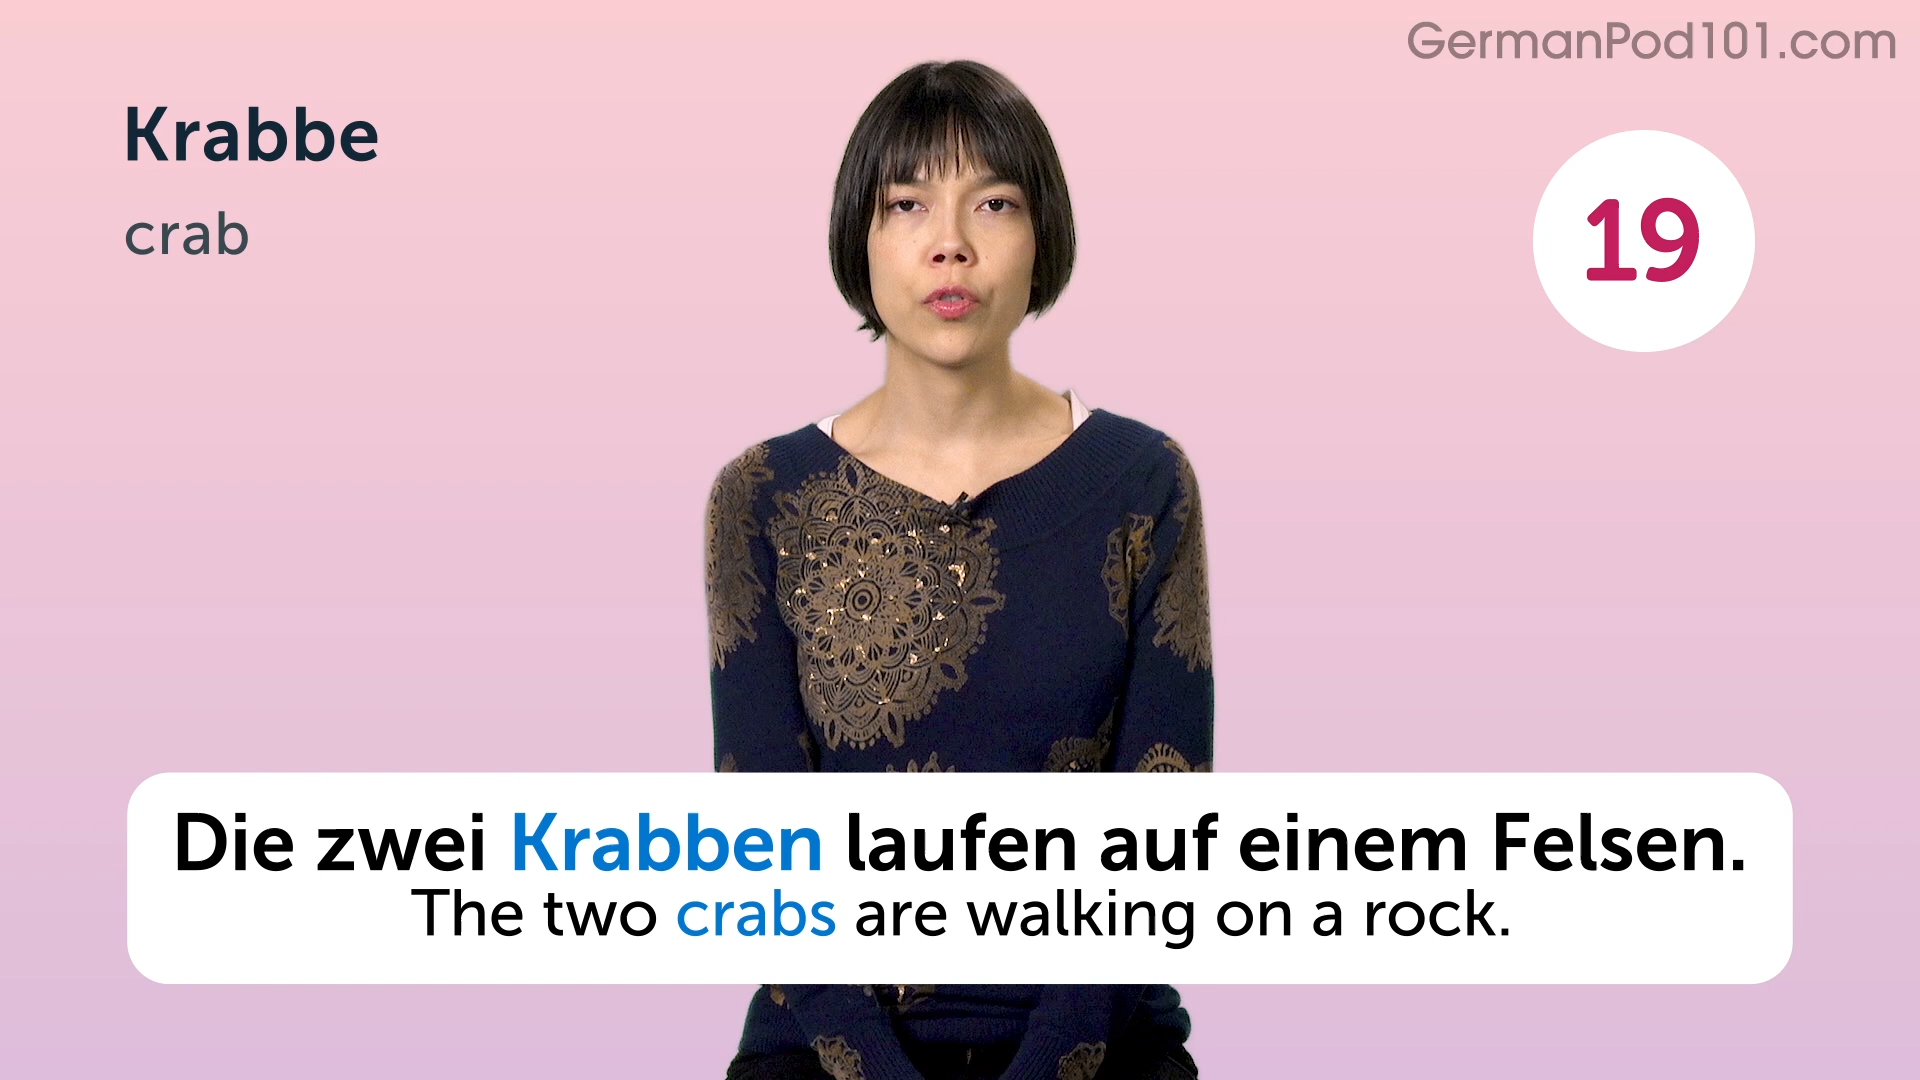 GermanPod101.com
Krabbe
crab
19
Die zwei Krabben laufen auf einem Felsen.
The two crabs are walking on a rock.